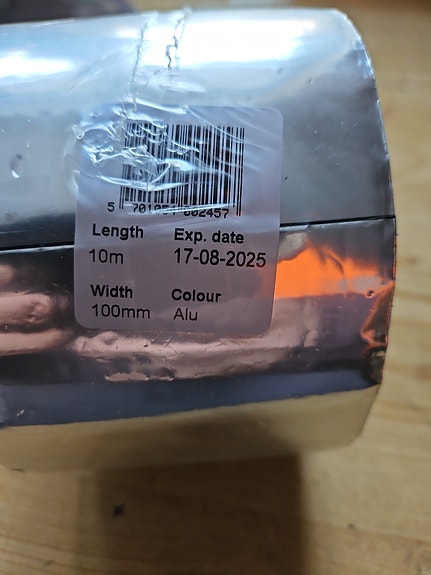 Length Exp. date
10m 17-08-2025
Width Colour
100mm Alu